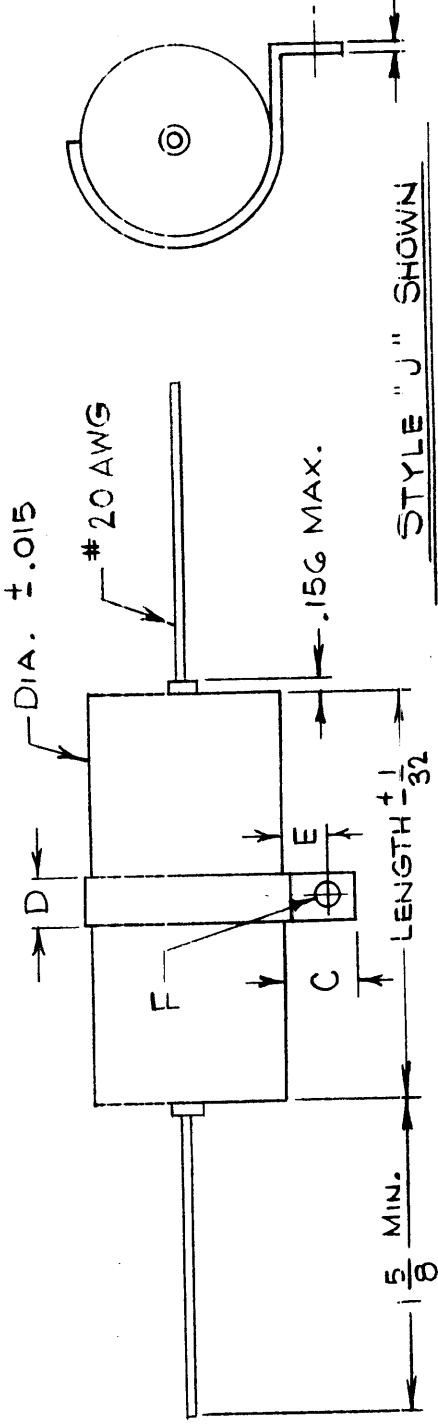 DIA. ±.015
# 20 AWG
D
F
E
C
.156 MAX.
LENGTH ± 1/32
1 5/8 MIN.
STYLE "J" SHOWN